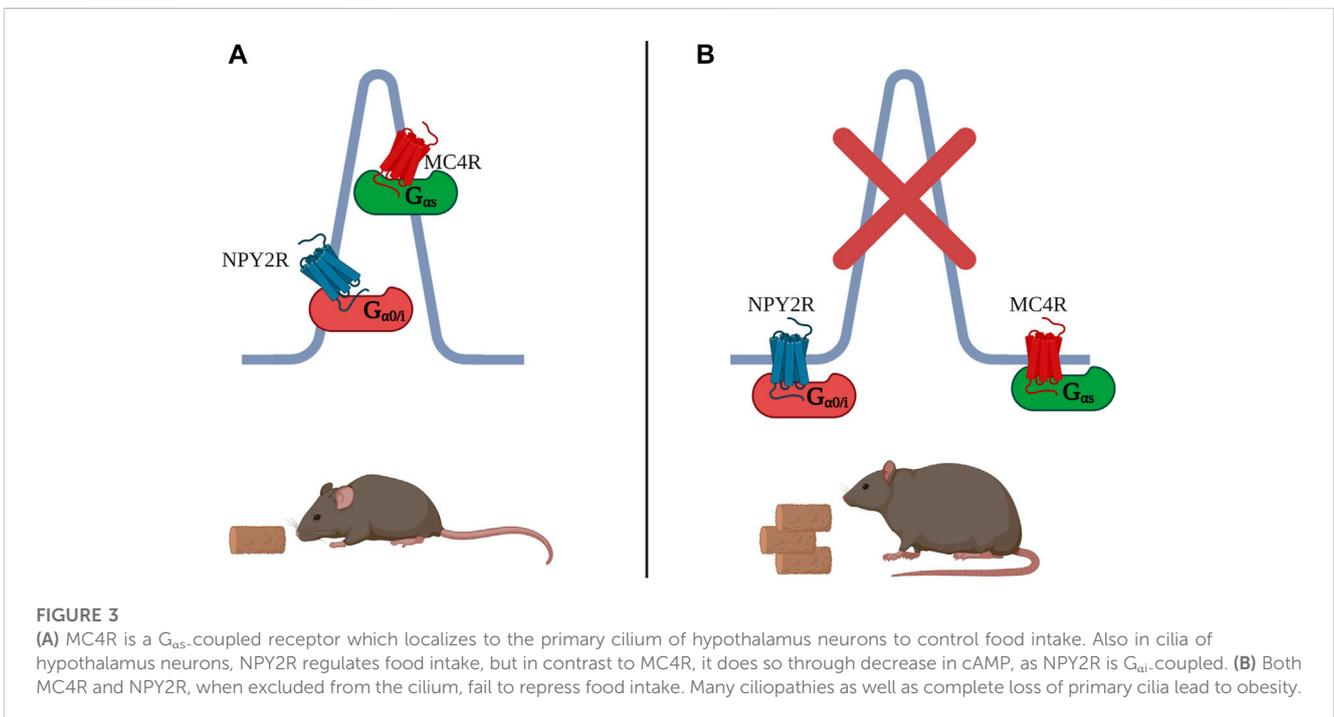 A
B
MC4R
Gαs
NPY2R
Gα0/i
NPY2R
MC4R
Gα0/i
Gαs
FIGURE 3
(A) MC4R is a Gαs-coupled receptor which localizes to the primary cilium of hypothalamus neurons to control food intake. Also in cilia of
hypothalamus neurons, NPY2R regulates food intake, but in contrast to MC4R, it does so through decrease in cAMP, as NPY2R is Gαi-coupled. (B) Both
MC4R and NPY2R, when excluded from the cilium, fail to repress food intake. Many ciliopathies as well as complete loss of primary cilia lead to obesity.